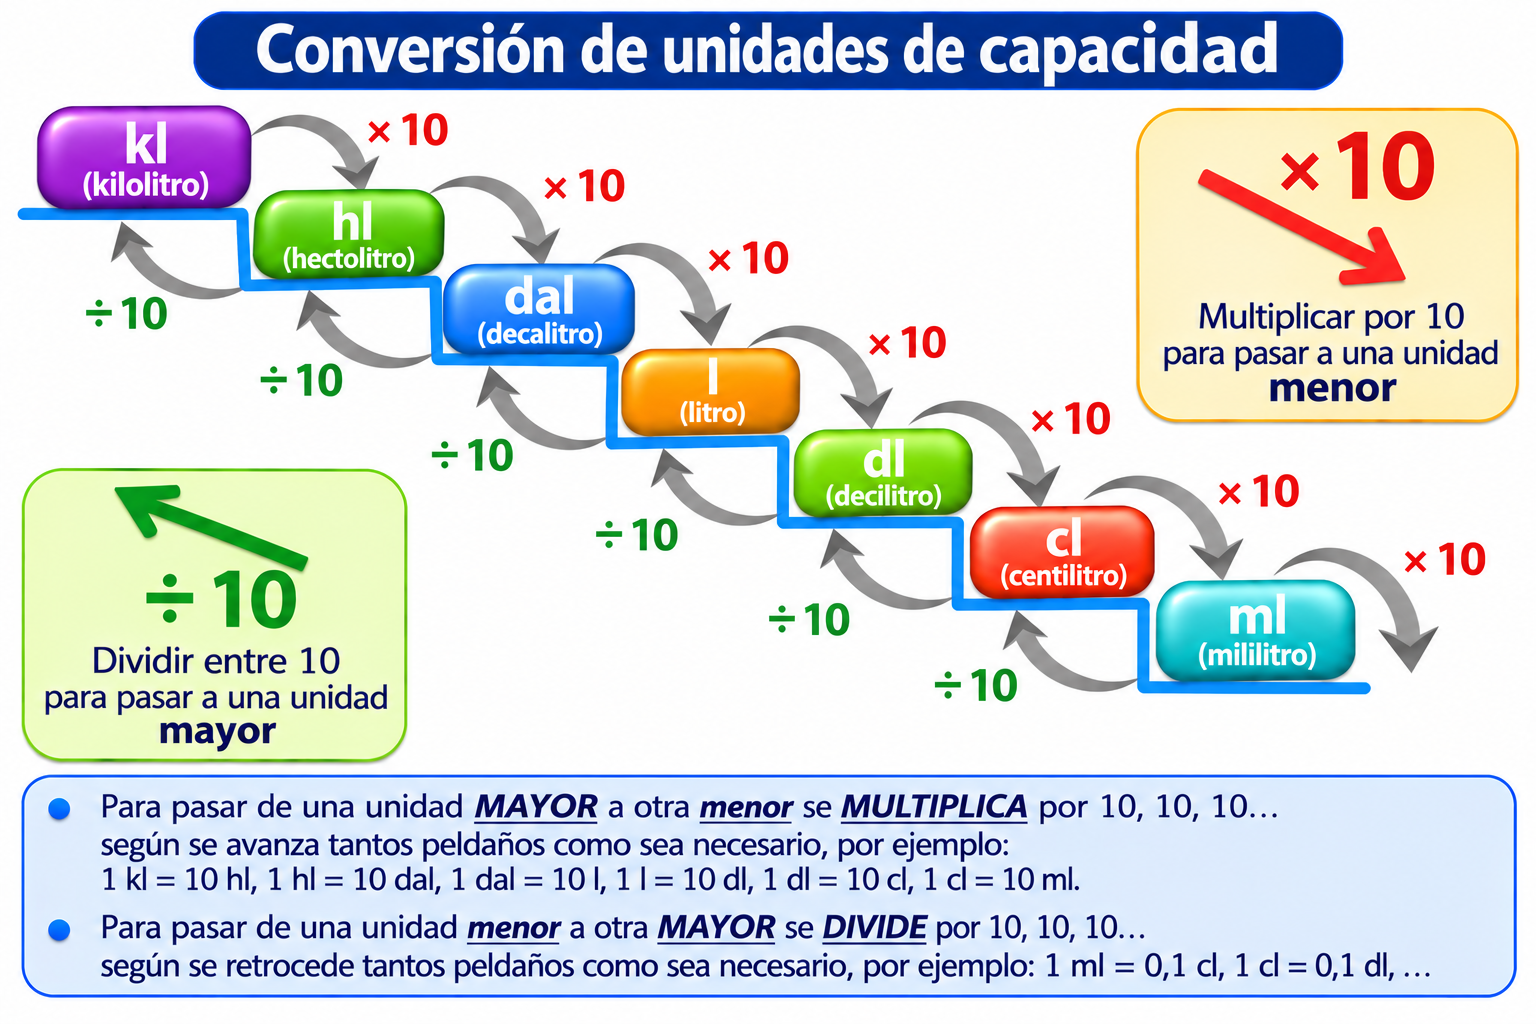 Conversión de unidades de capacidad
kl
(kilolitro)
× 10
hl
(hectolitro)
× 10
dal
(decalitro)
× 10
l
(litro)
× 10
dl
(decilitro)
× 10
cl
(centilitro)
× 10
ml
(mililitro)
× 10
÷ 10
÷ 10
÷ 10
÷ 10
÷ 10
÷ 10
× 10
Multiplicar por 10
para pasar a una unidad
menor
÷ 10
Dividir entre 10
para pasar a una unidad
mayor
Para pasar de una unidad MAYOR a otra menor se MULTIPLICA por 10, 10, 10...
según se avanza tantos peldaños como sea necesario, por ejemplo:
1 kl = 10 hl, 1 hl = 10 dal, 1 dal = 10 l, 1 l = 10 dl, 1 dl = 10 cl, 1 cl = 10 ml.
Para pasar de una unidad menor a otra MAYOR se DIVIDE por 10, 10, 10...
según se retrocede tantos peldaños como sea necesario, por ejemplo: 1 ml = 0,1 cl, 1 cl = 0,1 dl, ...